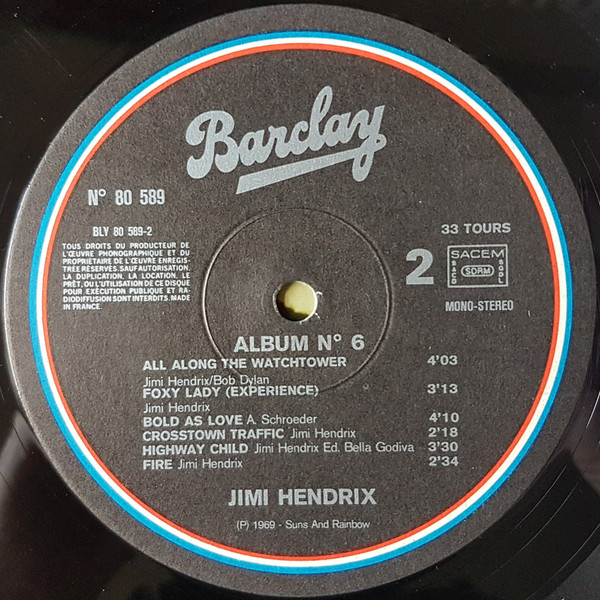 Barclay
N° 80 589
BLY 80 589-2
TOUS DROITS DU PRODUCTEUR DE
L'ŒUVRE PHONOGRAPHIQUE ET DU
PROPRIETAIRE DE L'ŒUVRE ENREGIS-
TREE RÉSERVÉS. SAUF AUTORISATION,
LA DUPLICATION, LA LOCATION, LE
PRÊT, OU L'UTILISATION DE CE DISQUE
POUR EXÉCUTION PUBLIQUE ET RA-
DIODIFFUSION SONT INTERDITS. MADE
IN FRANCE.
33 TOURS
2
SACEM
SACD
SDRM
SGDL
MONO-STEREO
ALBUM N° 6
ALL ALONG THE WATCHTOWER 4'03
Jimi Hendrix/Bob Dylan
FOXY LADY (EXPERIENCE) 3'13
Jimi Hendrix
BOLD AS LOVE A. Schroeder 4'10
CROSSTOWN TRAFFIC Jimi Hendrix 2'18
HIGHWAY CHILD Jimi Hendrix Ed. Bella Godiva 3'30
FIRE Jimi Hendrix 2'34
JIMI HENDRIX
(P) 1969 - Suns And Rainbow